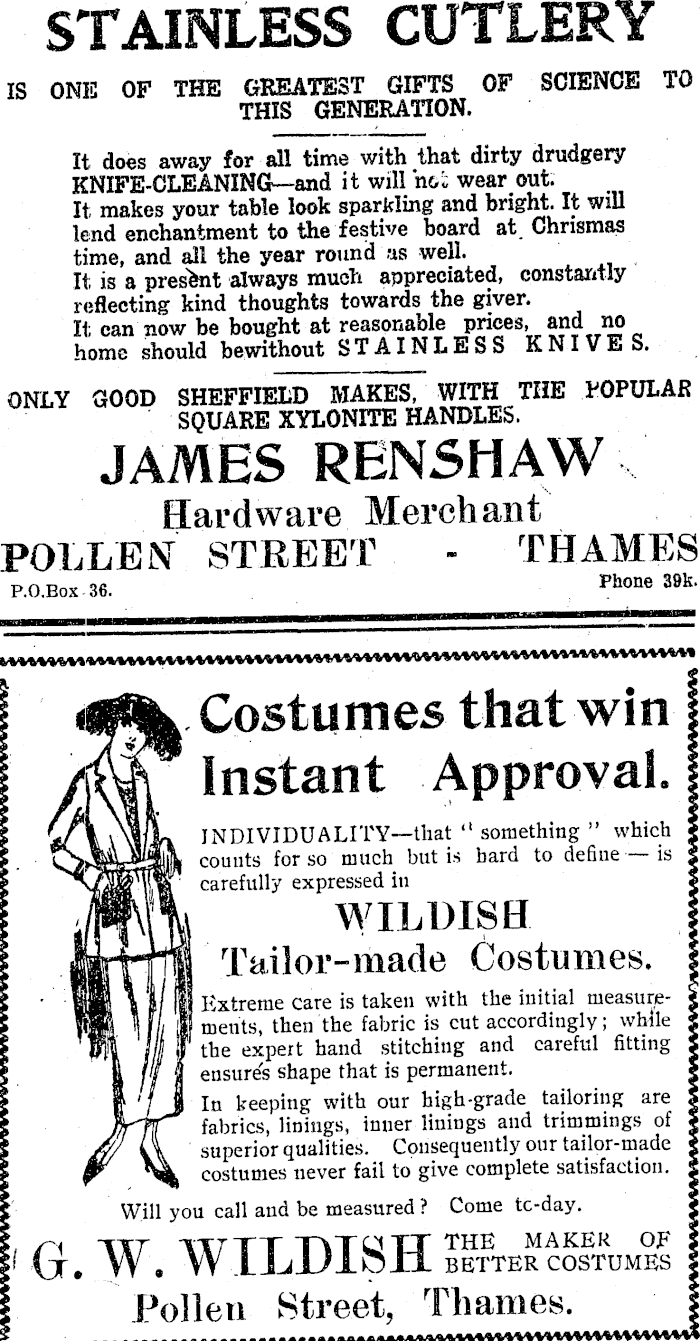 STAINLESS CUTLERY
IS ONE OF THE GREATEST GIFTS OF SCIENCE TO
THIS GENERATION.
It does away for all time with that dirty drudgery
KNIFE-CLEANING—and it will not wear out.
It makes your table look sparkling and bright. It will
lend enchantment to the festive board at Chrismas
time, and all the year round as well.
It is a present always much appreciated, constantly
reflecting kind thoughts towards the giver.
It can now be bought at reasonable prices, and no
home should bewithout STAINLESS KNIVES.
ONLY GOOD SHEFFIELD MAKES, WITH THE POPULAR
SQUARE XYLONITE HANDLES.
JAMES RENSHAW
Hardware Merchant
POLLEN STREET - THAMES
P.O.Box 36. Phone 39k.
Costumes that win
Instant Approval.
INDIVIDUALITY—that “ something ” which
counts for so much but is hard to define — is
carefully expressed in
WILDISH
Tailor-made Costumes.
Extreme care is taken with the initial measure-
ments, then the fabric is cut accordingly; while
the expert hand stitching and careful fitting
ensures shape that is permanent.
In keeping with our high-grade tailoring are
fabrics, linings, inner linings and trimmings of
superior qualities. Consequently our tailor-made
costumes never fail to give complete satisfaction.
Will you call and be measured? Come to-day.
G. W. WILDISH THE MAKER OF
BETTER COSTUMES
Pollen Street, Thames.